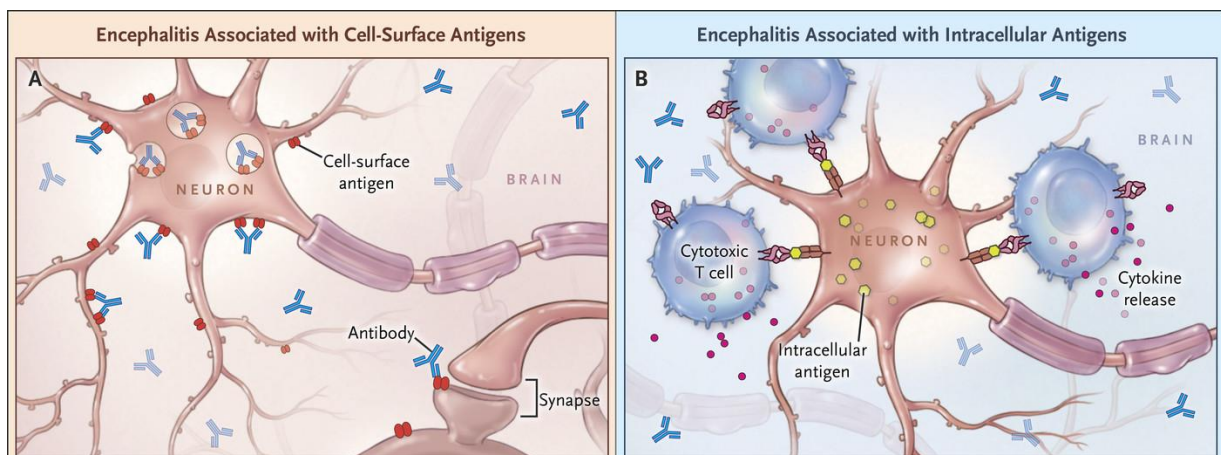 Encephalitis Associated with Cell-Surface Antigens
A
Cell-surface
antigen
NEURON
BRAIN
Antibody
Synapse
Encephalitis Associated with Intracellular Antigens
B
BRAIN
NEURON
Cytotoxic
T cell
Cytokine
release
Intracellular
antigen